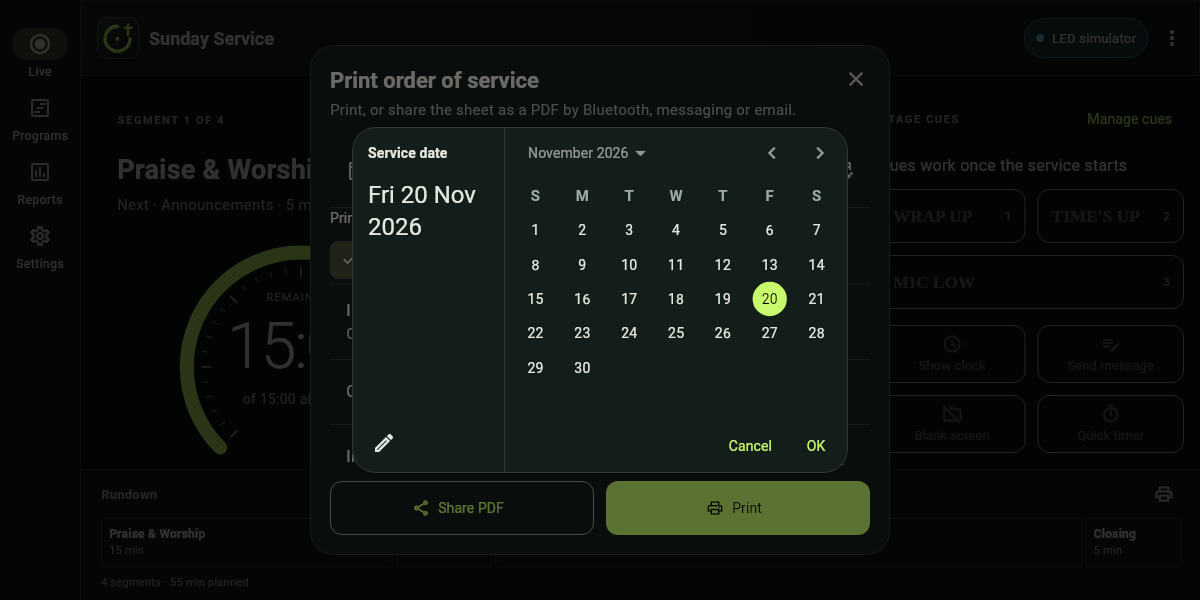 Sunday Service
LED simulator
Live
Programs
Reports
Settings
SEGMENT 1 OF 4
Praise & Worship
Next · Announcements · 5 m
REMAIN
15:
of 15:00 al
Print order of service
Print, or share the sheet as a PDF by Bluetooth, messaging or email.
Service date
Fri 20 Nov
2026
November 2026
S M T W T F S
1 2 3 4 5 6 7
8 9 10 11 12 13 14
15 16 17 18 19 20 21
22 23 24 25 26 27 28
29 30
Cancel
OK
Share PDF
Print
TAGE CUES
Manage cues
ues work once the service starts
WRAP UP 1
TIME'S UP 2
MIC LOW 3
Show clock
Send message
Blank screen
Quick timer
Rundown
Praise & Worship
15 min
Closing
5 min
4 segments · 55 min planned